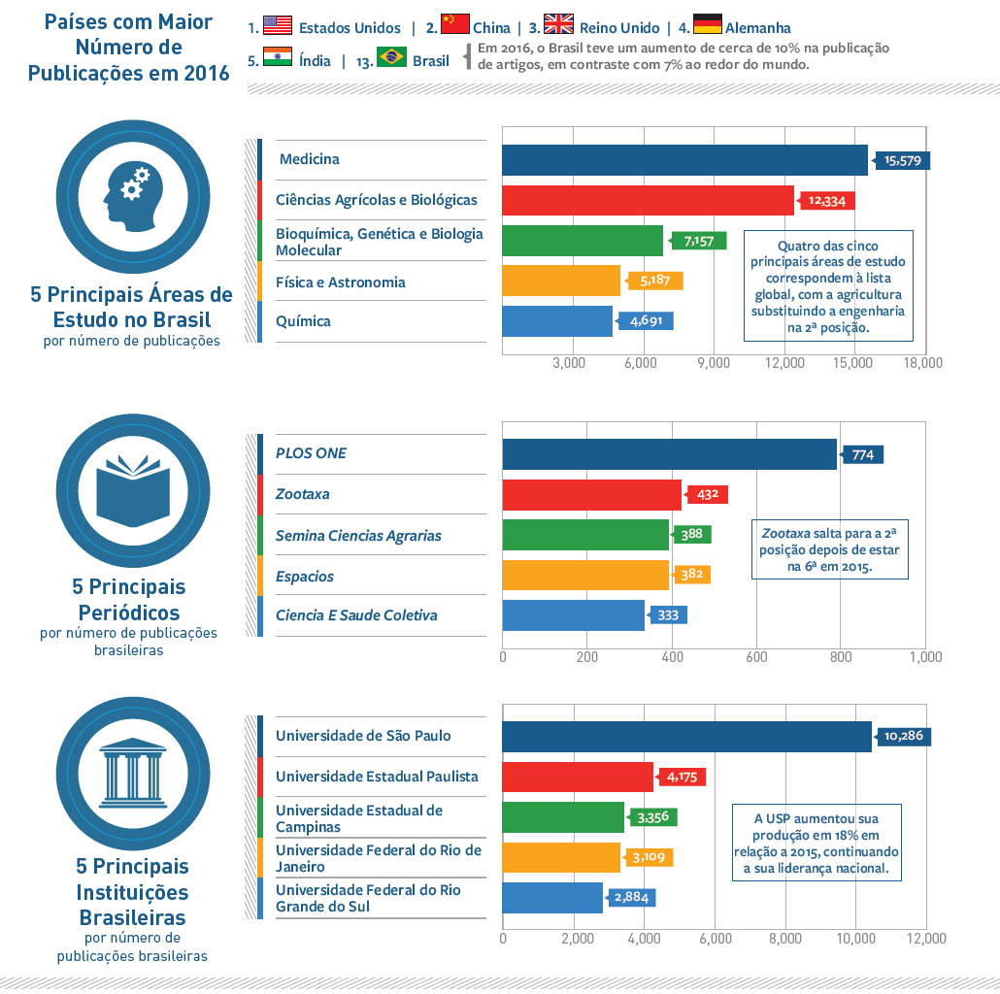 Países com Maior
Número de
Publicações em 2016
1. Estados Unidos | 2. China | 3. Reino Unido | 4. Alemanha
5. Índia | 13. Brasil
Em 2016, o Brasil teve um aumento de cerca de 10% na publicação
de artigos, em contraste com 7% ao redor do mundo.
5 Principais Áreas de
Estudo no Brasil
por número de publicações
Medicina
15,579
Ciências Agrícolas e Biológicas
12,334
Bioquímica, Genética e Biologia
Molecular
7,157
Física e Astronomia
5,187
Química
4,691
Quatro das cinco
principais áreas de estudo
correspondem à lista
global, com a agricultura
substituindo a engenharia
na 2ª posição.
3,000 6,000 9,000 12,000 15,000 18,000
5 Principais
Periódicos
por número de publicações
brasileiras
PLOS ONE
774
Zootaxa
432
Semina Ciencias Agrarias
388
Espacios
382
Ciencia E Saude Coletiva
333
Zootaxa salta para a 2ª
posição depois de estar
na 6ª em 2015.
0 200 400 600 800 1,000
5 Principais
Instituições
Brasileiras
por número de
publicações brasileiras
Universidade de São Paulo
10,286
Universidade Estadual Paulista
4,175
Universidade Estadual de
Campinas
3,356
Universidade Federal do Rio de
Janeiro
3,109
Universidade Federal do Rio
Grande do Sul
2,884
A USP aumentou sua
produção em 18% em
relação a 2015, continuando
a sua liderança nacional.
0 2,000 4,000 6,000 8,000 10,000 12,000